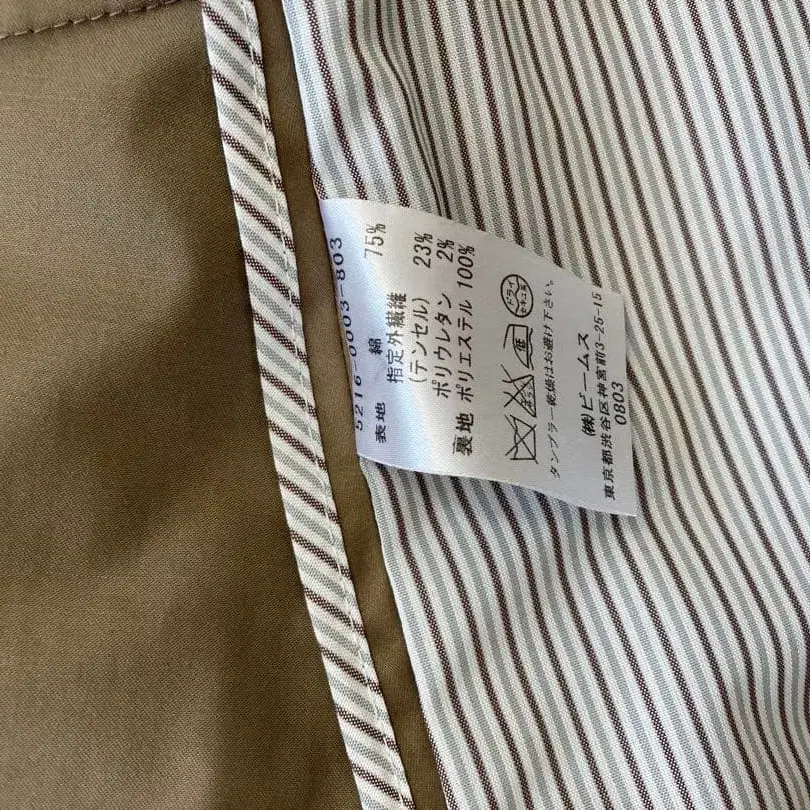 5216-0003-803
表地 綿 75%
指定外繊維
(テンセル) 23%
ポリウレタン 2%
裏地 ポリエステル 100%
ドライ
タンブラー乾燥はお避け下さい。
(株)ビームス
東京都渋谷区神宮前3-25-15
0803